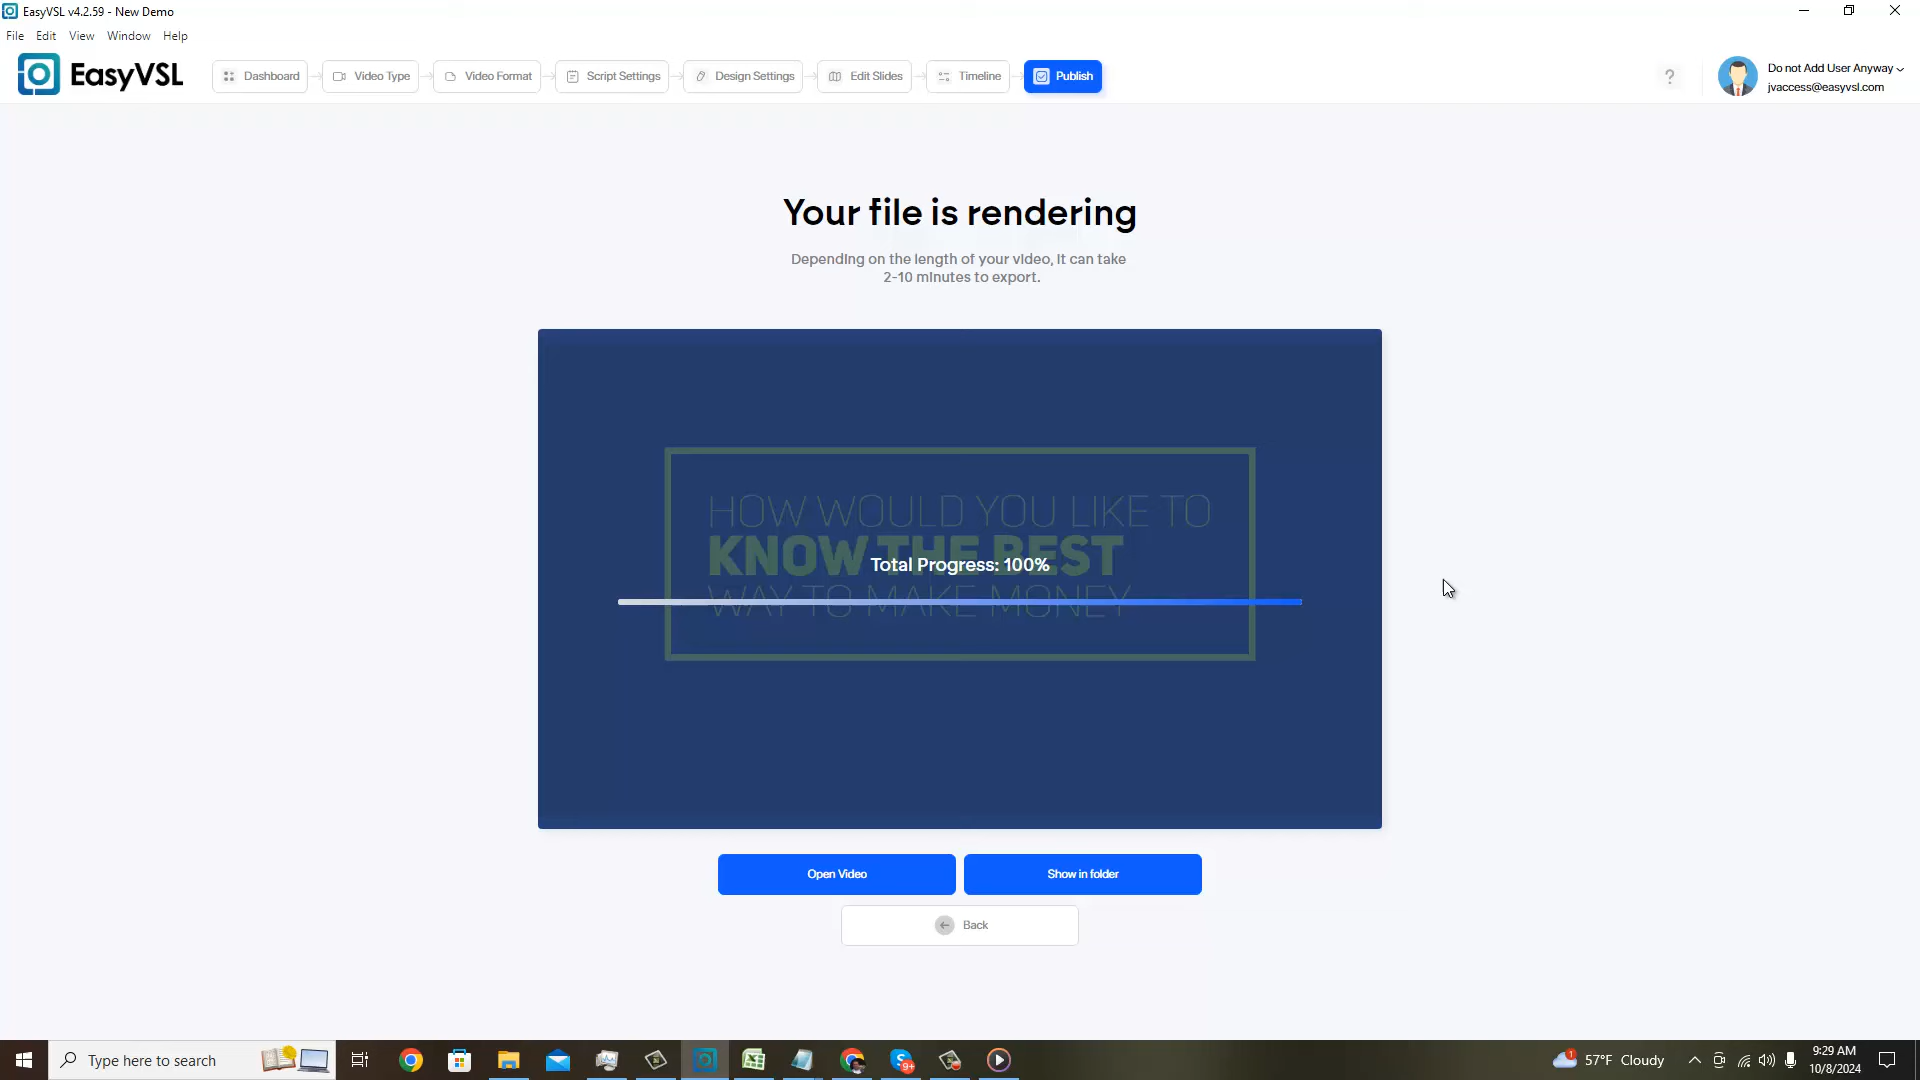 EasyVSL v4.2.59 - New Demo
File Edit View Window Help
EasyVSL
Dashboard
Video Type
Video Format
Script Settings
Design Settings
Edit Slides
Timeline
Publish
?
Do not Add User Anyway
jvaccess@easyvsl.com
Your file is rendering
Depending on the length of your video, it can take
2-10 minutes to export.
HOW WOULD YOU LIKE TO
KNOW THE BEST
Total Progress: 100%
WAY TO MAKE MONEY
Open Video
Show in folder
Back
Type here to search
9+
1
57°F Cloudy
9:29 AM
10/8/2024